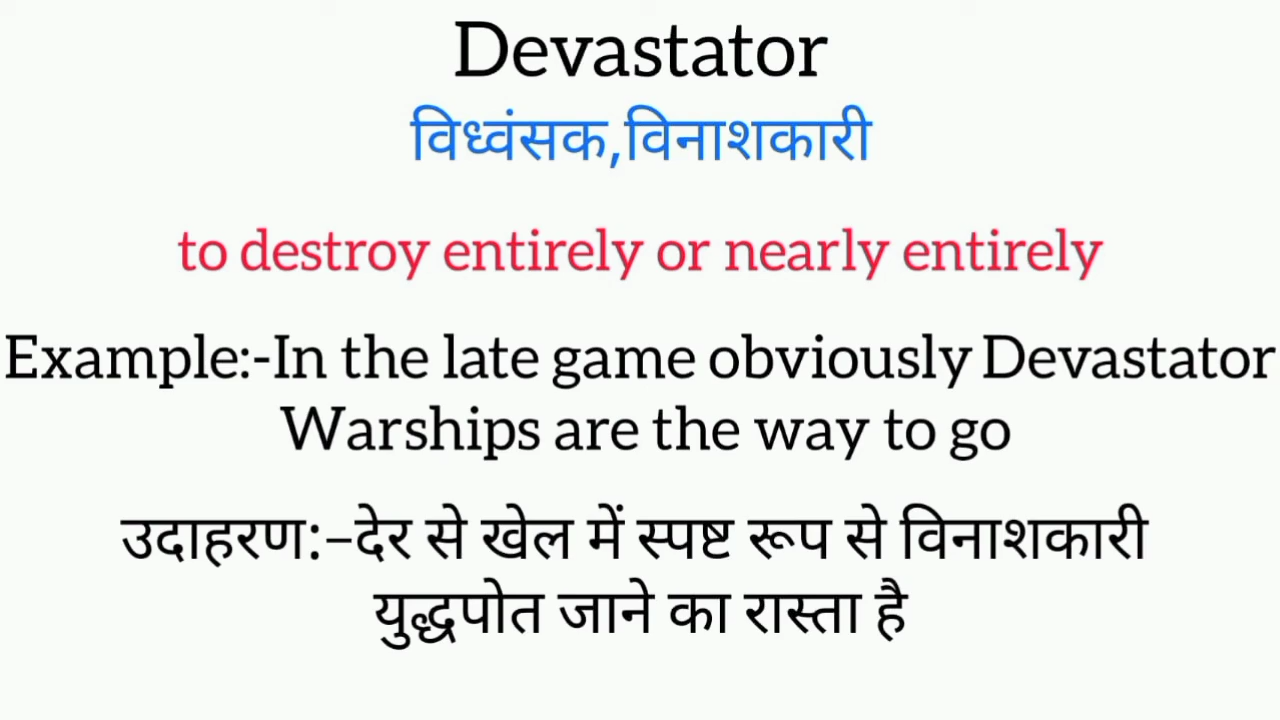 Devastator
विध्वंसक,विनाशकारी
to destroy entirely or nearly entirely
Example:-In the late game obviously Devastator
Warships are the way to go
उदाहरण:–देर से खेल में स्पष्ट रूप से विनाशकारी
युद्धपोत जाने का रास्ता है